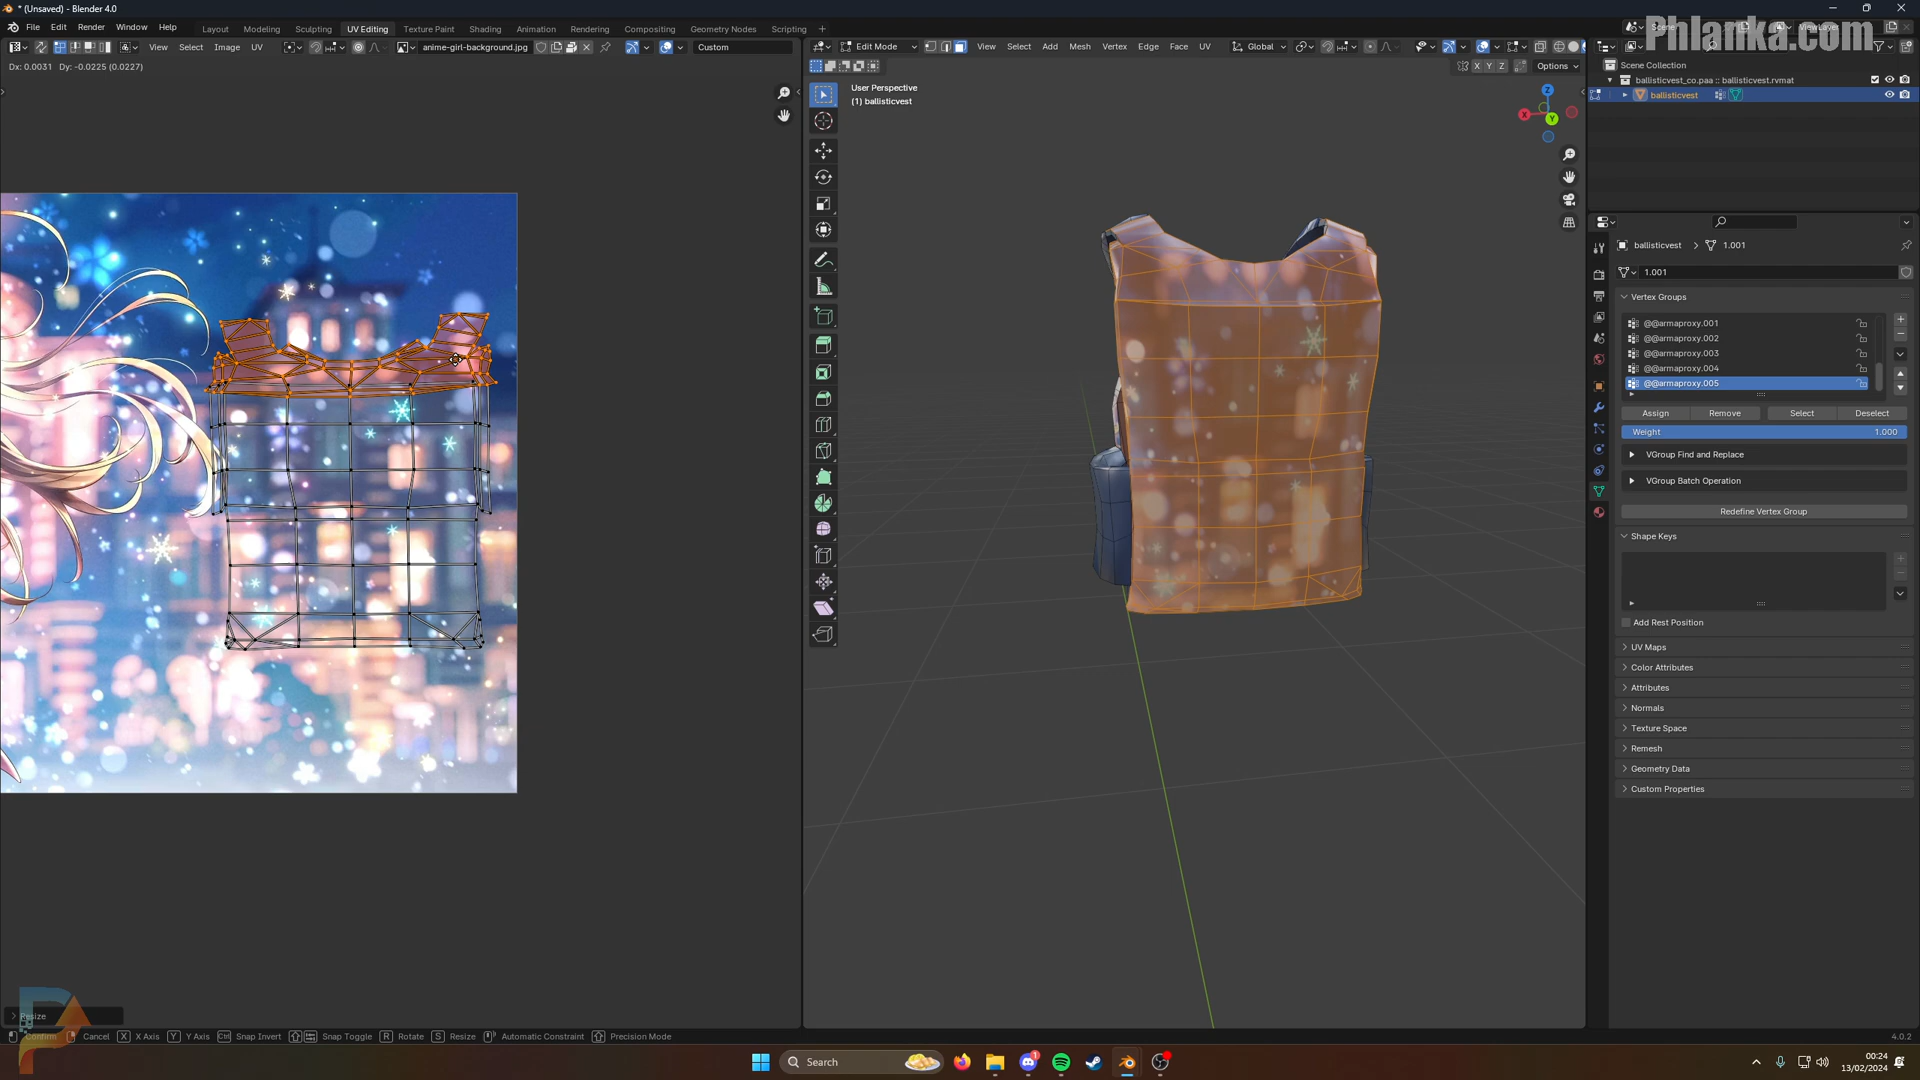 * (Unsaved) - Blender 4.0
File Edit Render Window Help
Layout Modeling Sculpting UV Editing Texture Paint Shading Animation Rendering Compositing Geometry Nodes Scripting +
Scene
ViewLayer
Phlanka.com
View Select Image UV
anime-girl-background.jpg
Custom
Edit Mode
View Select Add Mesh Vertex Edge Face UV
Global
Dx: 0.0031 Dy: -0.0225 (0.0227)
X Y Z
Options
User Perspective
(1) ballisticvest
Z
X
Y
Scene Collection
ballisticvest_co.paa :: ballisticvest.rvmat
ballisticvest
ballisticvest > 1.001
1.001
Vertex Groups
@@armaproxy.001
@@armaproxy.002
@@armaproxy.003
@@armaproxy.004
@@armaproxy.005
Assign Remove Select Deselect
Weight 1.000
VGroup Find and Replace
VGroup Batch Operation
Redefine Vertex Group
Shape Keys
Add Rest Position
UV Maps
Color Attributes
Attributes
Normals
Texture Space
Remesh
Geometry Data
Custom Properties
Resize
Confirm Cancel X X Axis Y Y Axis Ctrl Snap Invert Snap Toggle R Rotate S Resize Automatic Constraint Precision Mode
4.0.2
Search
1
00:24
13/02/2024